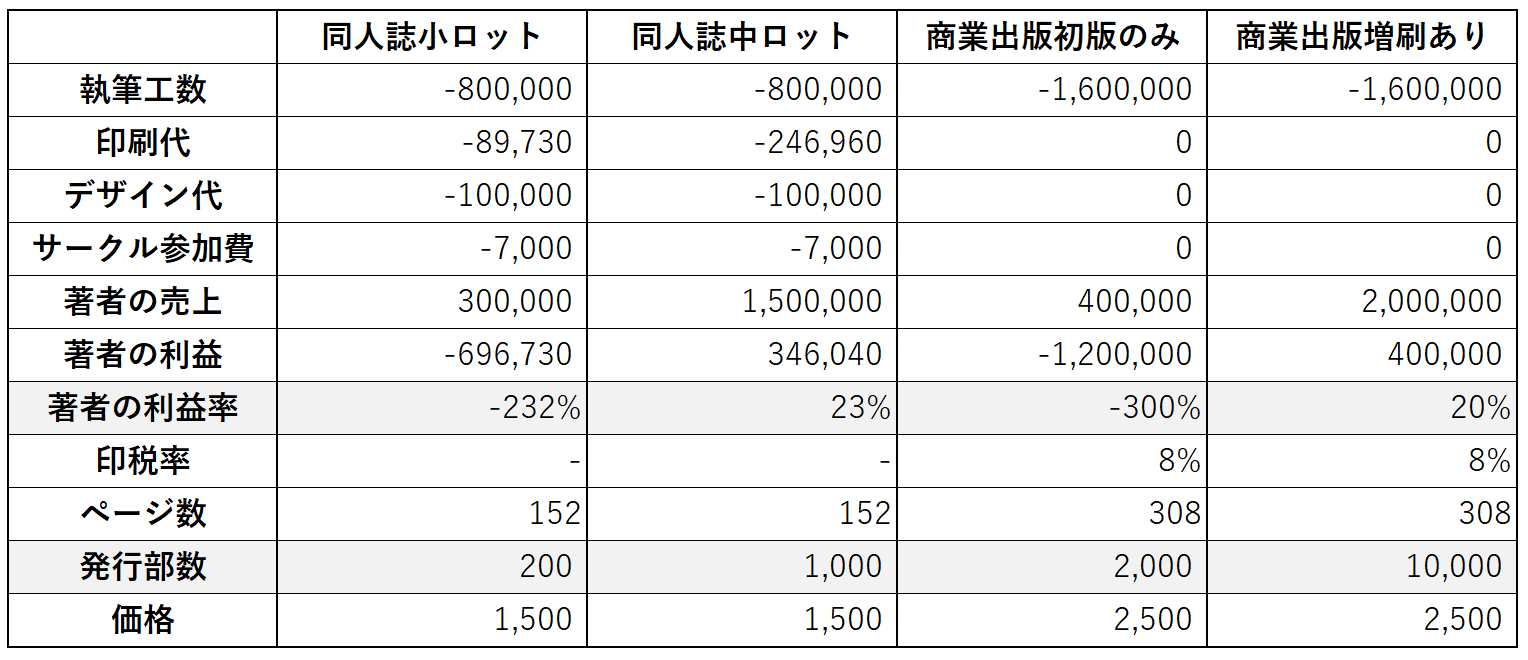 同人誌小ロット 同人誌中ロット 商業出版初版のみ 商業出版増刷あり
執筆工数 -800,000 -800,000 -1,600,000 -1,600,000
印刷代 -89,730 -246,960 0 0
デザイン代 -100,000 -100,000 0 0
サークル参加費 -7,000 -7,000 0 0
著者の売上 300,000 1,500,000 400,000 2,000,000
著者の利益 -696,730 346,040 -1,200,000 400,000
著者の利益率 -232% 23% -300% 20%
印税率 - - 8% 8%
ページ数 152 152 308 308
発行部数 200 1,000 2,000 10,000
価格 1,500 1,500 2,500 2,500